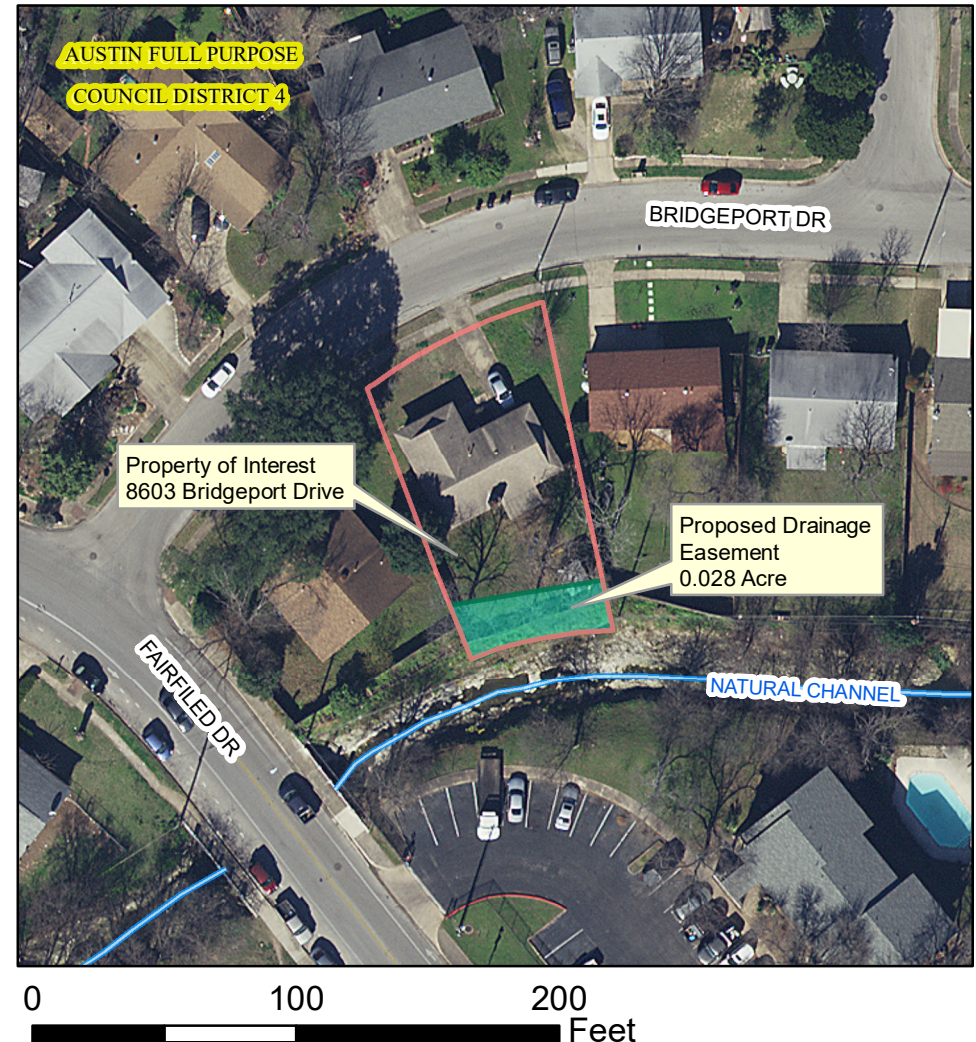 AUSTIN FULL PURPOSE
COUNCIL DISTRICT 4
BRIDGEPORT DR
Property of Interest
8603 Bridgeport Drive
Proposed Drainage
Easement
0.028 Acre
FAIRFILED DR
NATURAL CHANNEL
0 100 200
Feet